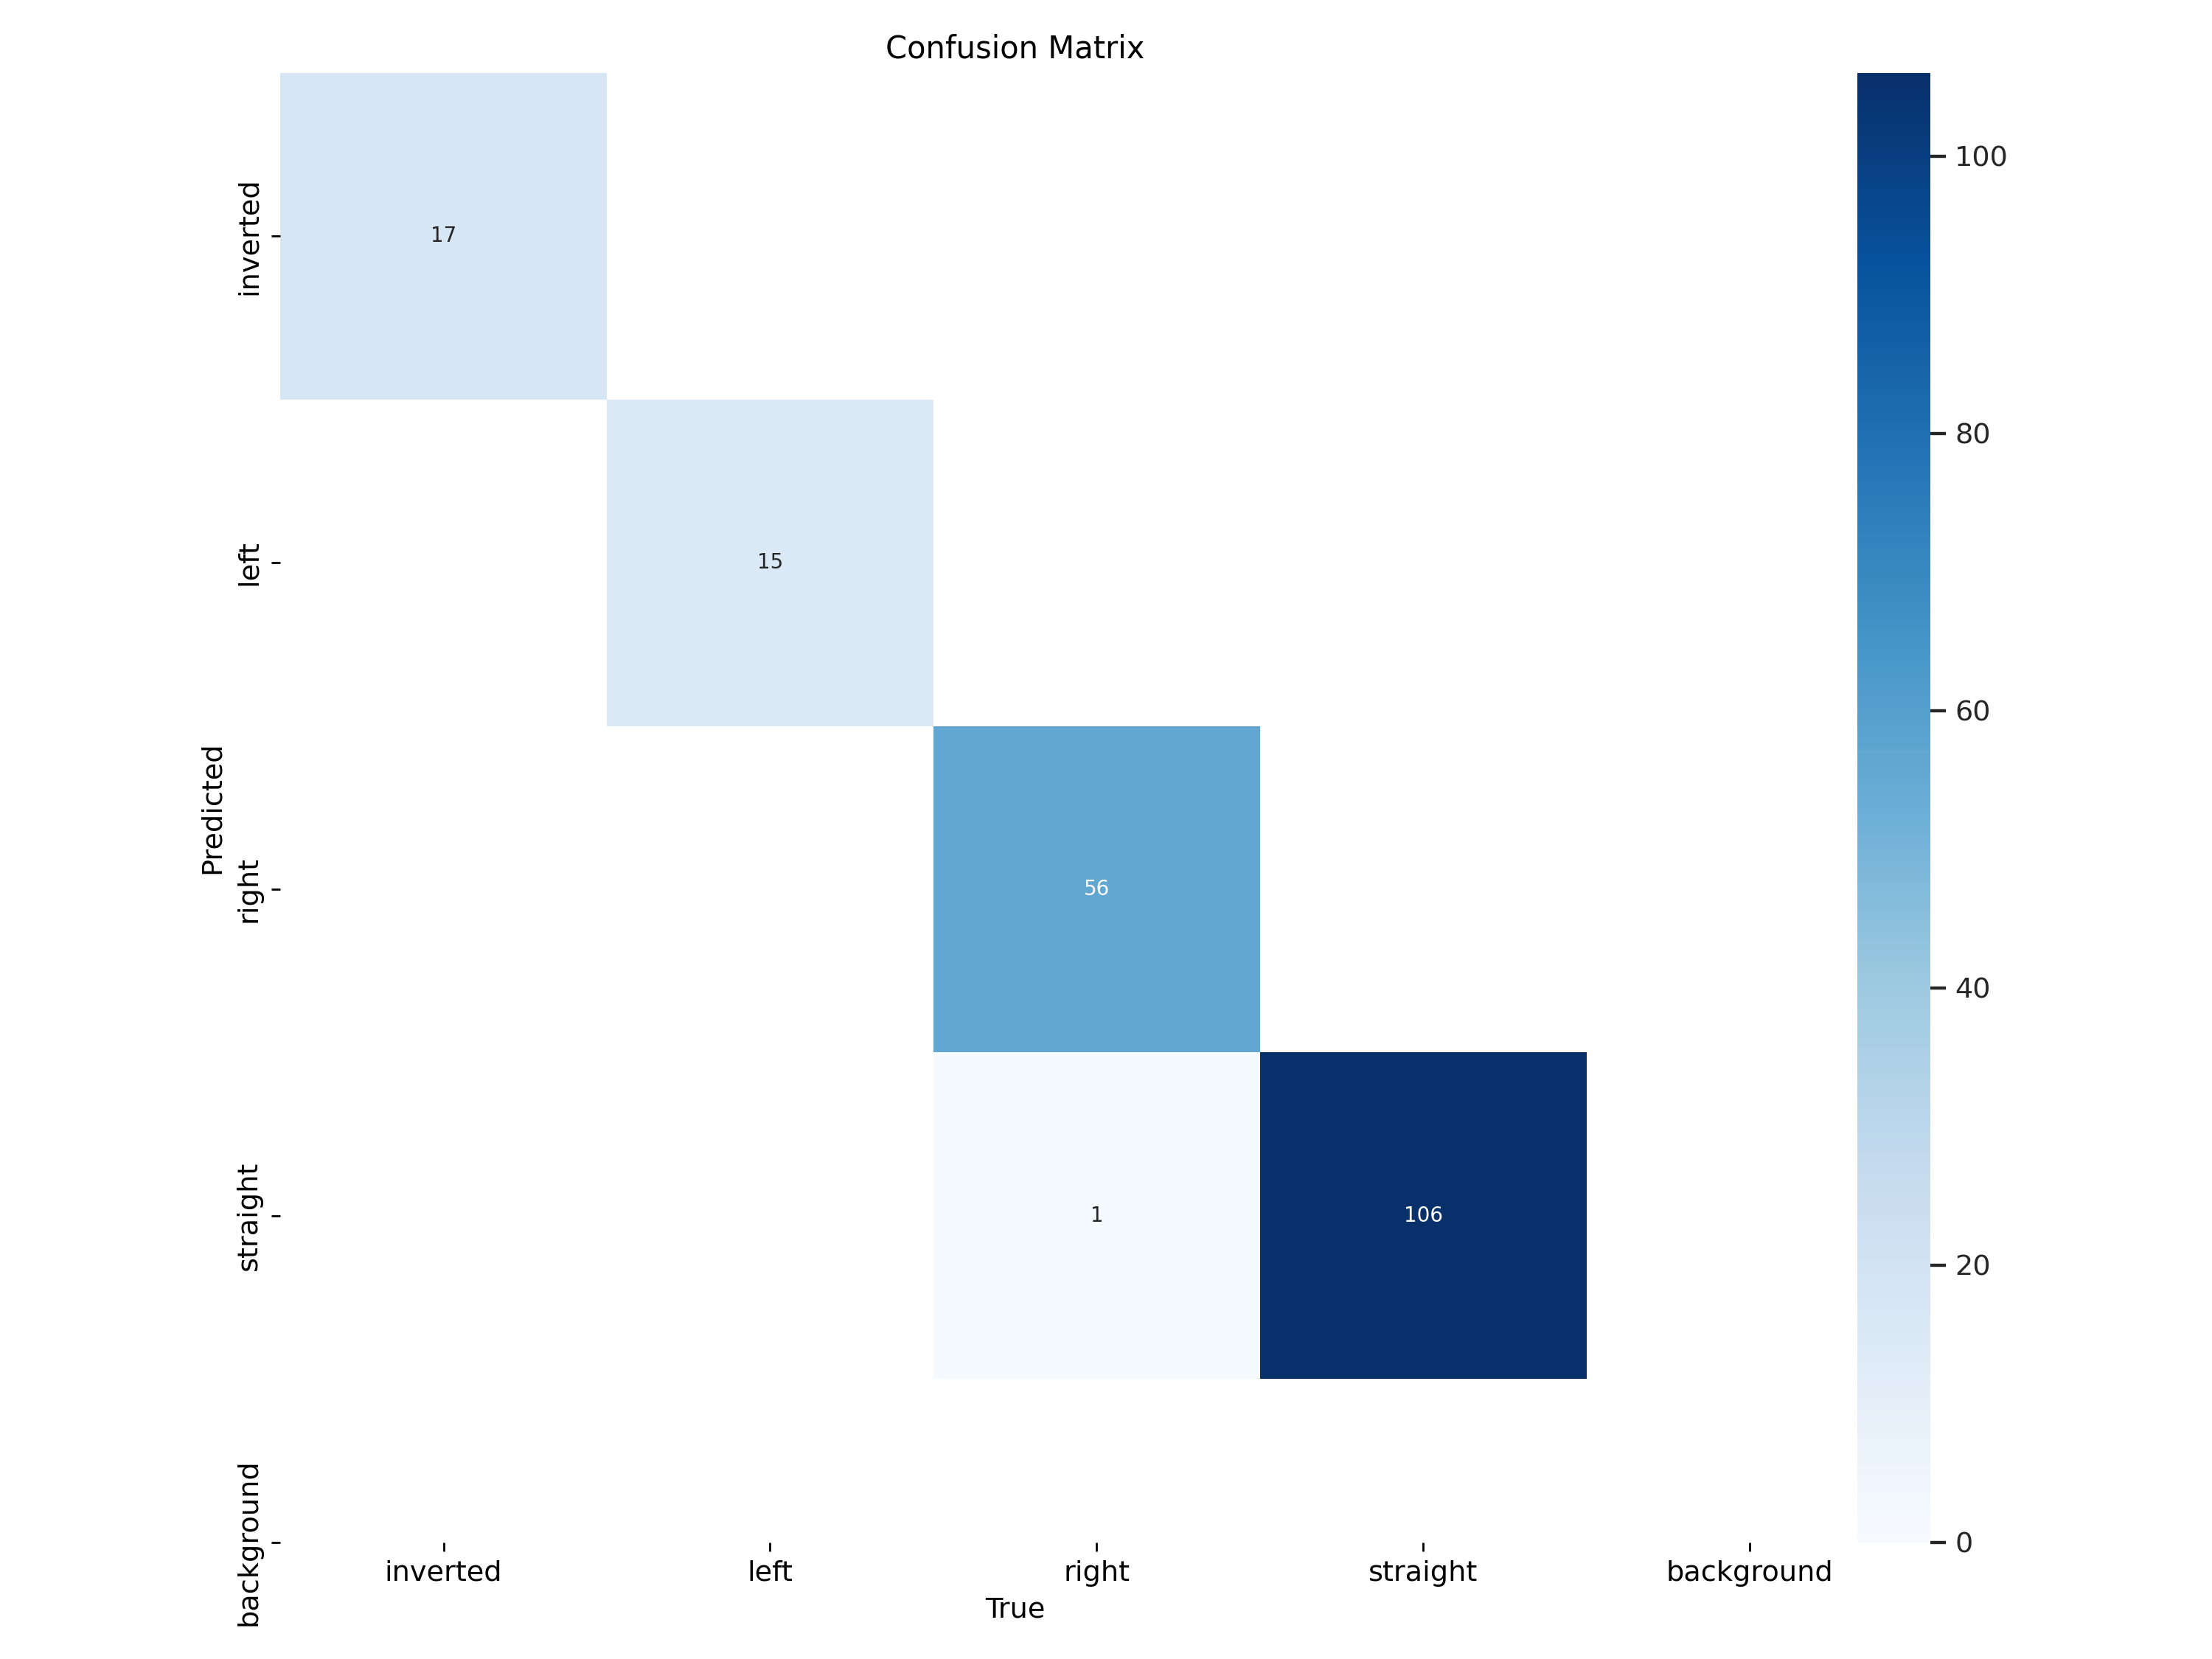 Confusion Matrix
inverted
left
right
straight
background
Predicted
17
15
56
1
106
inverted
left
right
straight
background
True
100
80
60
40
20
0